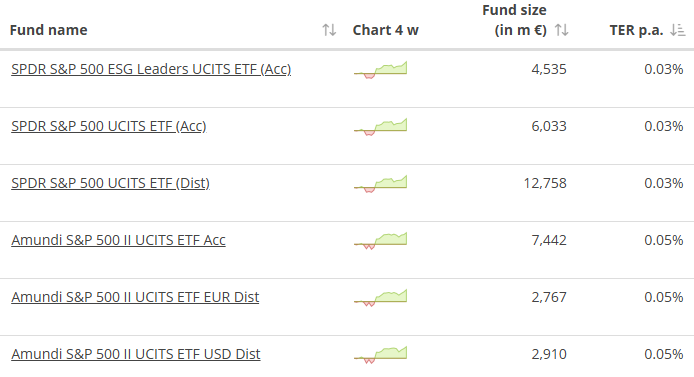 Fund name Chart 4 w Fund size
(in m €) TER p.a.
SPDR S&P 500 ESG Leaders UCITS ETF (Acc) 4,535 0.03%
SPDR S&P 500 UCITS ETF (Acc) 6,033 0.03%
SPDR S&P 500 UCITS ETF (Dist) 12,758 0.03%
Amundi S&P 500 II UCITS ETF Acc 7,442 0.05%
Amundi S&P 500 II UCITS ETF EUR Dist 2,767 0.05%
Amundi S&P 500 II UCITS ETF USD Dist 2,910 0.05%